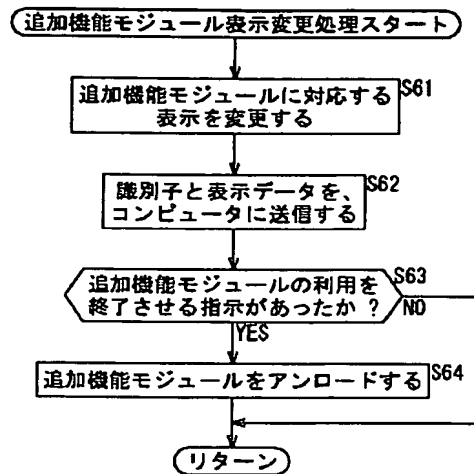 追加機能モジュール表示変更処理スタート
追加機能モジュールに対応する
表示を変更する
S61
識別子と表示データを、
コンピュータに送信する
S62
追加機能モジュールの利用を
終了させる指示があったか？
S63
NO
YES
追加機能モジュールをアンロードする
S64
リターン